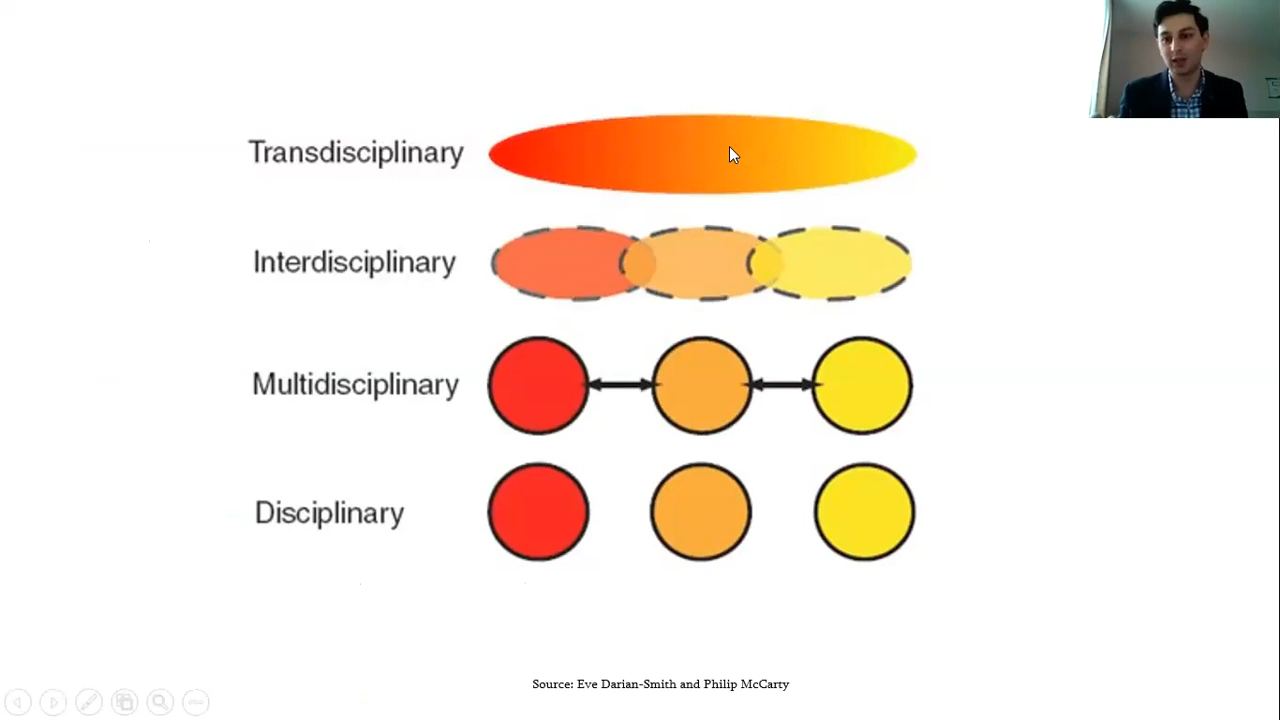 Transdisciplinary
Interdisciplinary
Multidisciplinary
Disciplinary
Source: Eve Darian-Smith and Philip McCarty